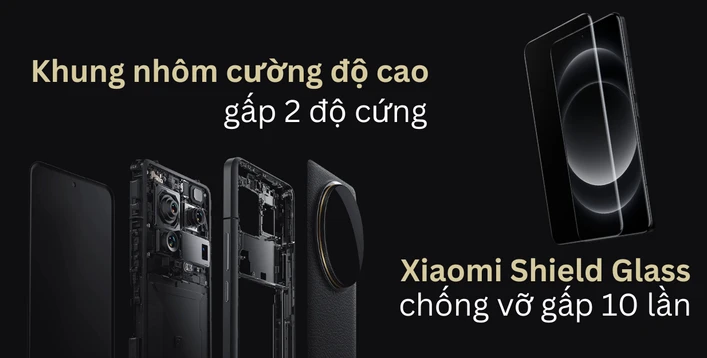 Khung nhôm cường độ cao
gấp 2 độ cứng
Xiaomi Shield Glass
chống vỡ gấp 10 lần